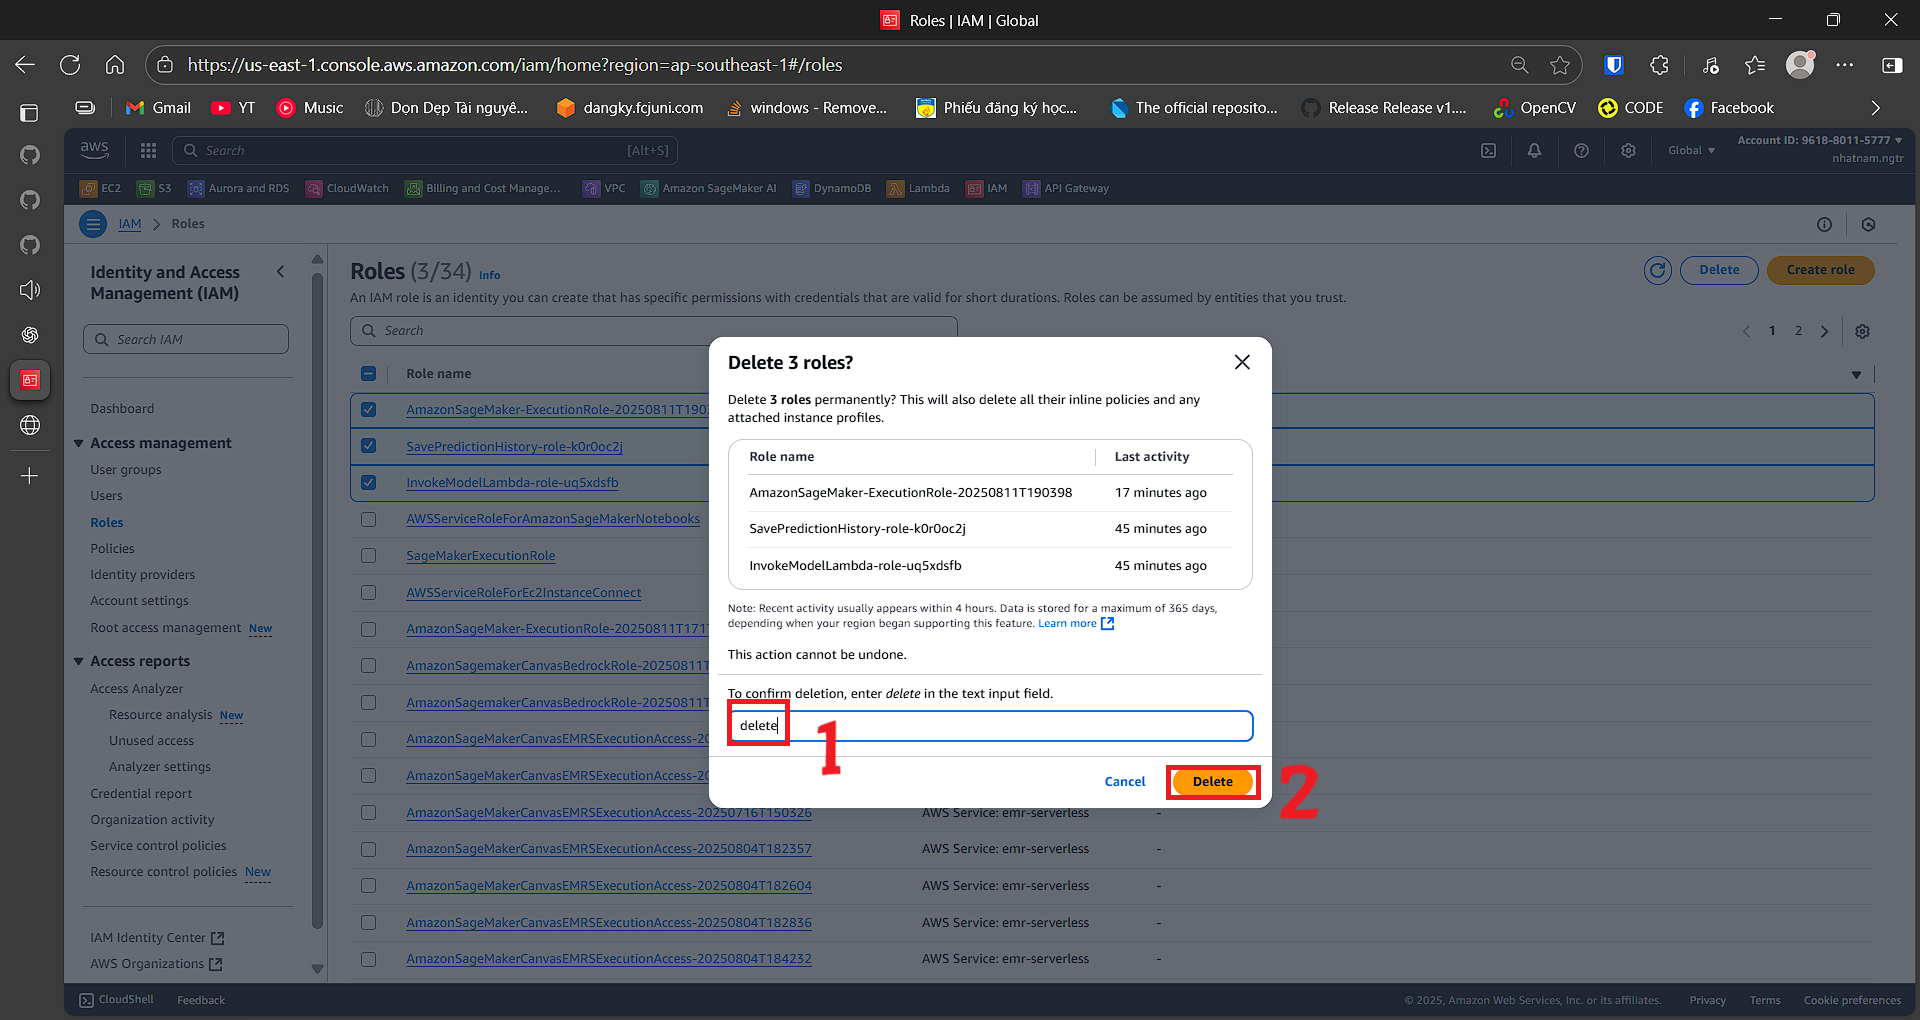 Roles | IAM | Global
https://us-east-1.console.aws.amazon.com/iam/home?region=ap-southeast-1#/roles
Gmail
YT
Music
Dọn Dẹp Tài nguyê...
dangky.fcjuni.com
windows - Remove...
Phiếu đăng ký học...
The official reposito...
Release Release v1....
OpenCV
CODE
Facebook
aws
Search
[Alt+S]
Global
Account ID: 9618-8011-5777
nhatnam.ngtr
EC2
S3
Aurora and RDS
CloudWatch
Billing and Cost Manage...
VPC
Amazon SageMaker AI
DynamoDB
Lambda
IAM
API Gateway
IAM
Roles
Identity and Access
Management (IAM)
Search IAM
Dashboard
Access management
User groups
Users
Roles
Policies
Identity providers
Account settings
Root access management New
Access reports
Access Analyzer
Resource analysis New
Unused access
Analyzer settings
Credential report
Organization activity
Service control policies
Resource control policies New
IAM Identity Center
AWS Organizations
Roles (3/34) Info
Delete
Create role
An IAM role is an identity you can create that has specific permissions with credentials that are valid for short durations. Roles can be assumed by entities that you trust.
Search
1
2
Role name
AmazonSageMaker-ExecutionRole-20250811T190
SavePredictionHistory-role-k0r0oc2j
InvokeModelLambda-role-uq5xdsfb
AWSServiceRoleForAmazonSageMakerNotebooks
SageMakerExecutionRole
AWSServiceRoleForEc2InstanceConnect
AmazonSageMaker-ExecutionRole-20250811T171
AmazonSagemakerCanvasBedrockRole-20250811T
AmazonSagemakerCanvasBedrockRole-20250811T
AmazonSageMakerCanvasEMRSExecutionAccess-20
AmazonSageMakerCanvasEMRSExecutionAccess-20
AmazonSageMakerCanvasEMRSExecutionAccess-20250716T150326
AWS Service: emr-serverless
-
AmazonSageMakerCanvasEMRSExecutionAccess-20250804T182357
AWS Service: emr-serverless
-
AmazonSageMakerCanvasEMRSExecutionAccess-20250804T182604
AWS Service: emr-serverless
-
AmazonSageMakerCanvasEMRSExecutionAccess-20250804T182836
AWS Service: emr-serverless
-
AmazonSageMakerCanvasEMRSExecutionAccess-20250804T184232
AWS Service: emr-serverless
-
Delete 3 roles?
Delete 3 roles permanently? This will also delete all their inline policies and any
attached instance profiles.
Role name
Last activity
AmazonSageMaker-ExecutionRole-20250811T190398
17 minutes ago
SavePredictionHistory-role-k0r0oc2j
45 minutes ago
InvokeModelLambda-role-uq5xdsfb
45 minutes ago
Note: Recent activity usually appears within 4 hours. Data is stored for a maximum of 365 days,
depending when your region began supporting this feature. Learn more
This action cannot be undone.
To confirm deletion, enter delete in the text input field.
delete
1
Cancel
Delete
2
CloudShell
Feedback
© 2025, Amazon Web Services, Inc. or its affiliates.
Privacy
Terms
Cookie preferences